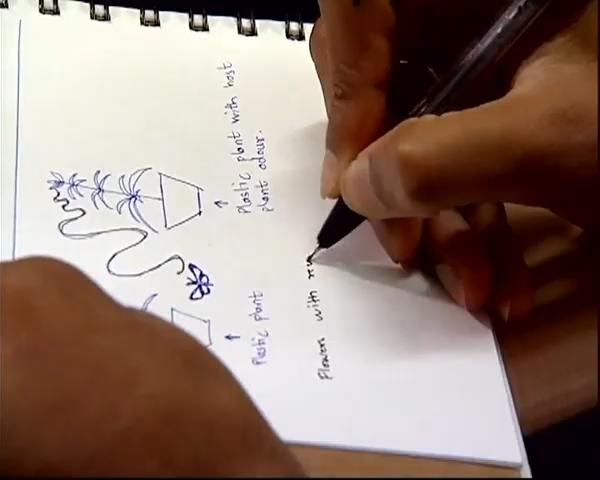 Plastic plant with host
plant odour.
Plastic plant
Flowers with